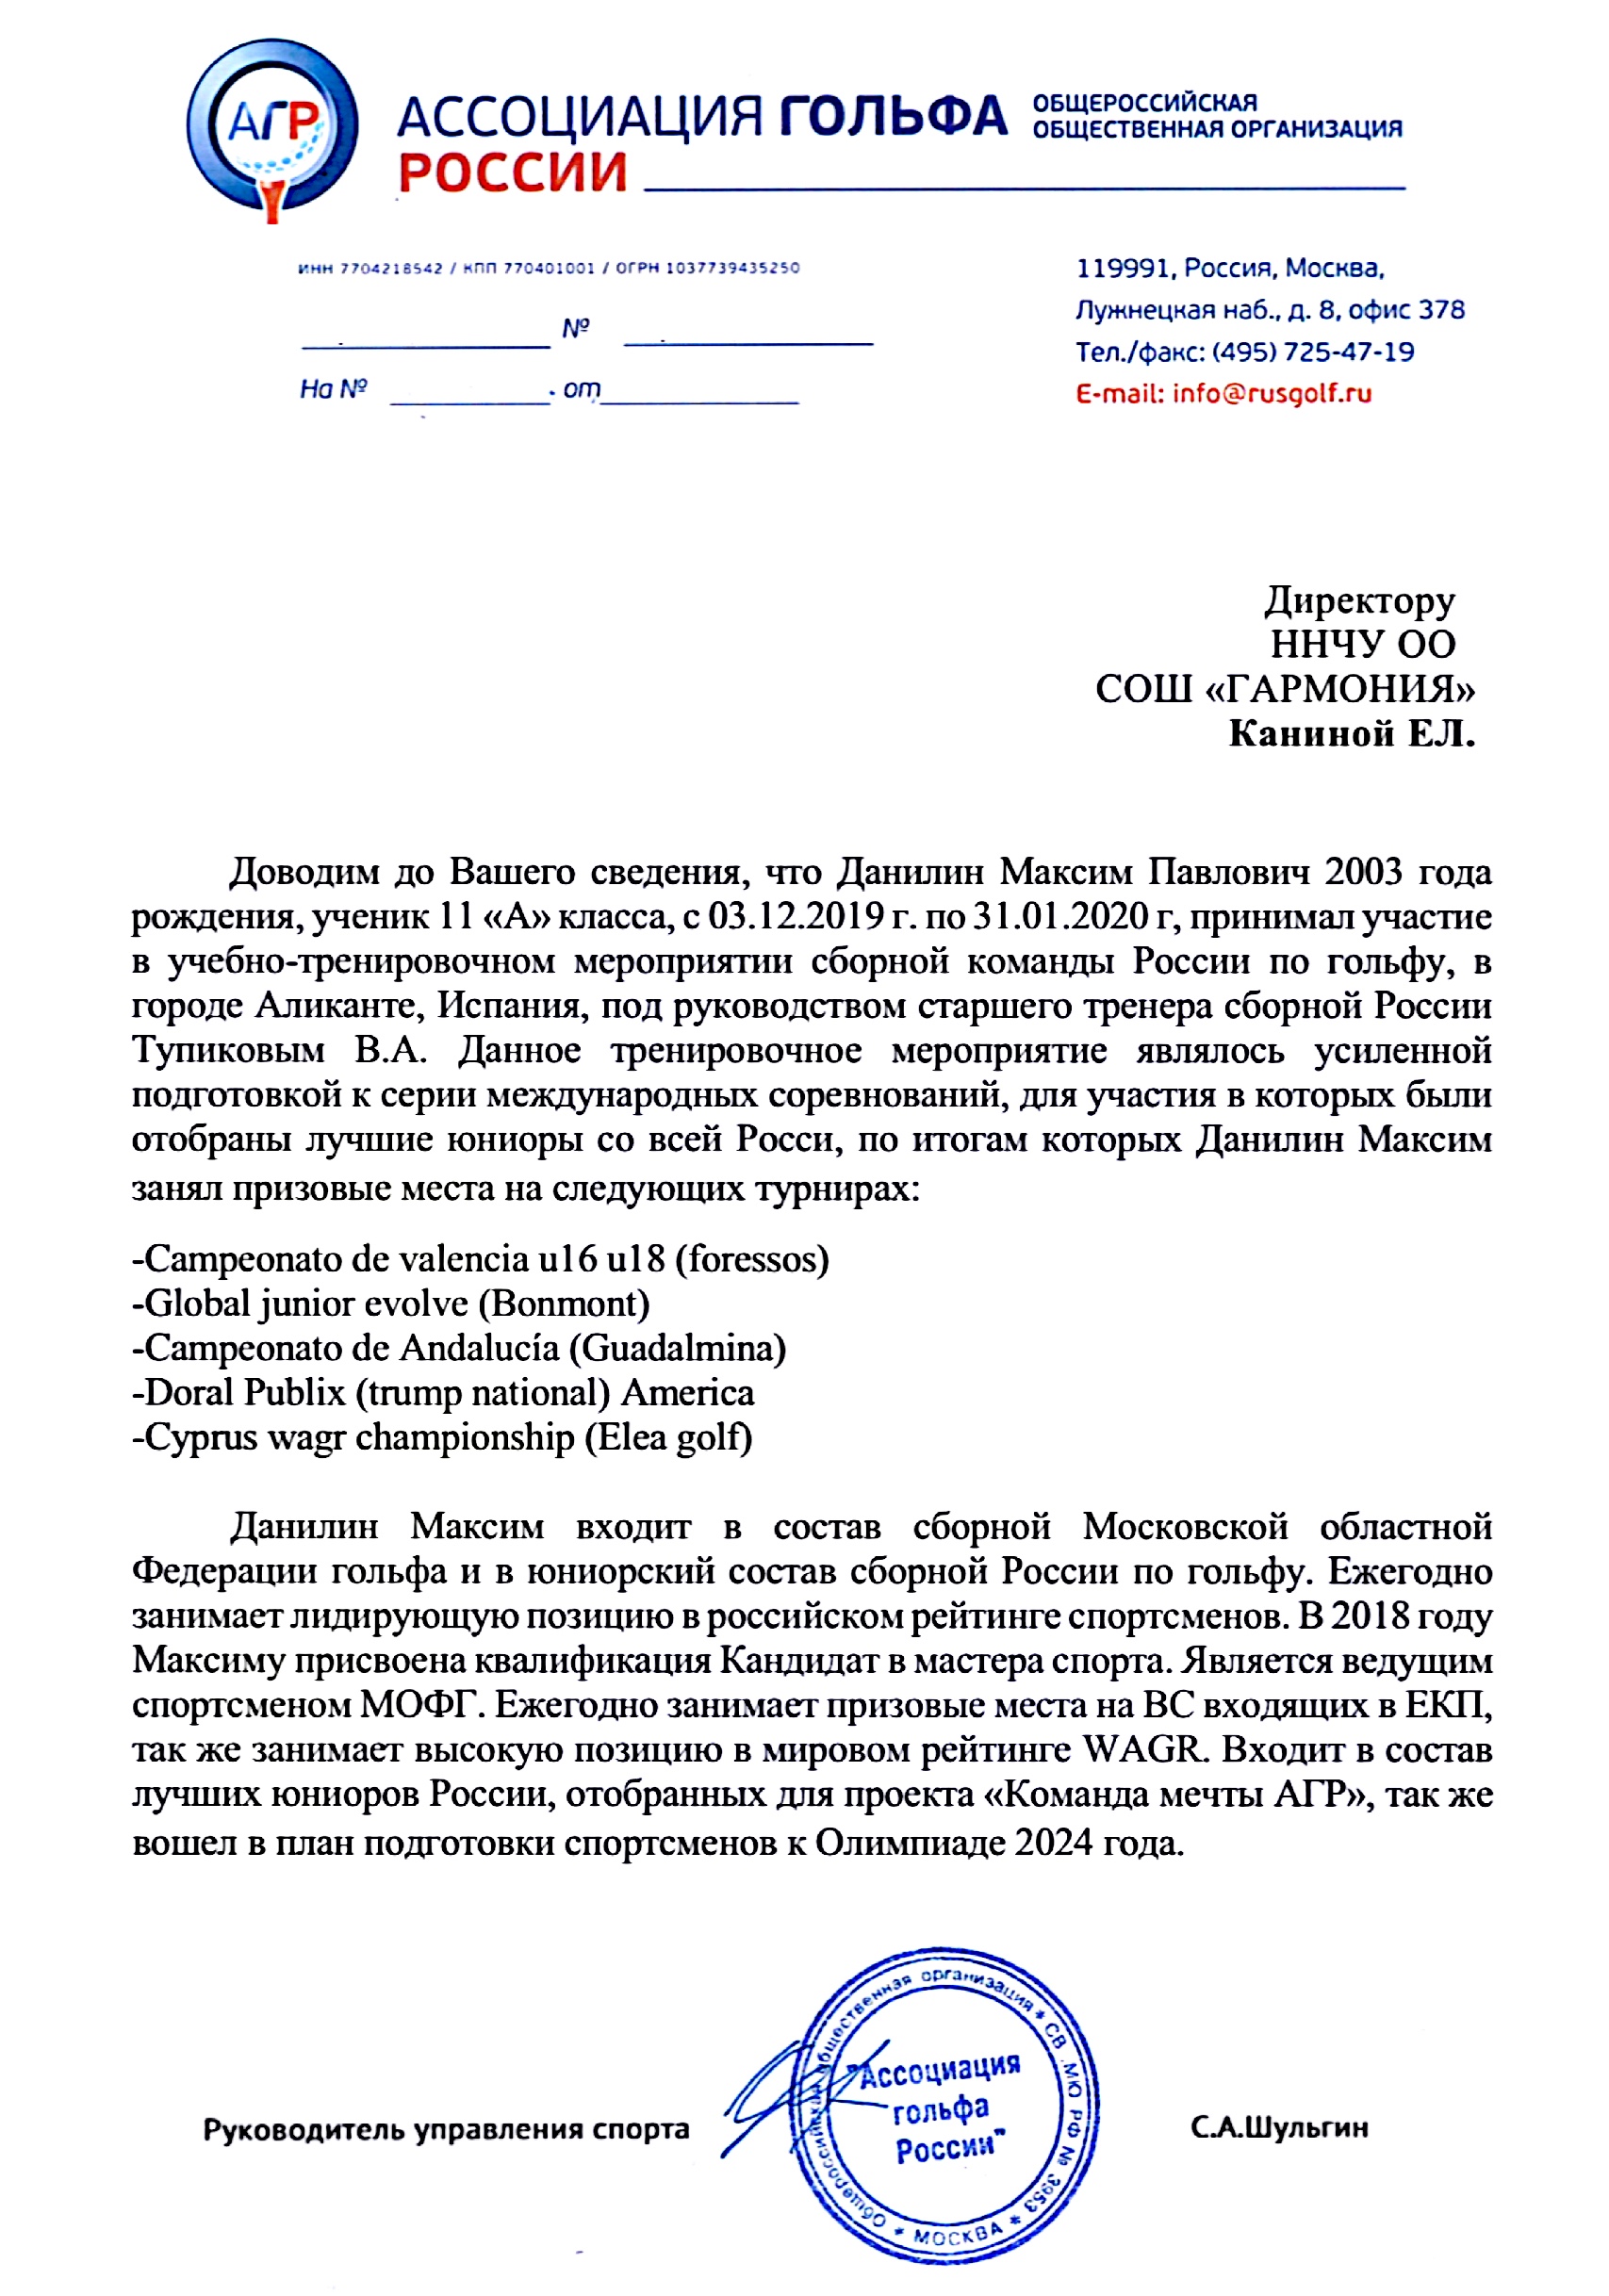 АГР
АССОЦИАЦИЯ ГОЛЬФА
РОССИИ
ОБЩЕРОССИЙСКАЯ
ОБЩЕСТВЕННАЯ ОРГАНИЗАЦИЯ
ИНН 7704218542 / КПП 770401001 / ОГРН 1037739435250
№
На № от
119991, Россия, Москва,
Лужнецкая наб., д. 8, офис 378
Тел./факс: (495) 725-47-19
E-mail: info@rusgolf.ru
Директору
ННЧУ ОО
СОШ «ГАРМОНИЯ»
Каниной ЕЛ.
Доводим до Вашего сведения, что Данилин Максим Павлович 2003 года
рождения, ученик 11 «А» класса, с 03.12.2019 г. по 31.01.2020 г, принимал участие
в учебно-тренировочном мероприятии сборной команды России по гольфу, в
городе Аликанте, Испания, под руководством старшего тренера сборной России
Тупиковым В.А. Данное тренировочное мероприятие являлось усиленной
подготовкой к серии международных соревнований, для участия в которых были
отобраны лучшие юниоры со всей Росси, по итогам которых Данилин Максим
занял призовые места на следующих турнирах:
-Campeonato de valencia u16 u18 (foressos)
-Global junior evolve (Bonmont)
-Campeonato de Andalucía (Guadalmina)
-Doral Publix (trump national) America
-Cyprus wagr championship (Elea golf)
Данилин Максим входит в состав сборной Московской областной
Федерации гольфа и в юниорский состав сборной России по гольфу. Ежегодно
занимает лидирующую позицию в российском рейтинге спортсменов. В 2018 году
Максиму присвоена квалификация Кандидат в мастера спорта. Является ведущим
спортсменом МОФГ. Ежегодно занимает призовые места на ВС входящих в ЕКП,
так же занимает высокую позицию в мировом рейтинге WAGR. Входит в состав
лучших юниоров России, отобранных для проекта «Команда мечты АГР», так же
вошел в план подготовки спортсменов к Олимпиаде 2024 года.
Руководитель управления спорта
Общероссийская общественная организация * СВ. МЮ РФ № 3953 * МОСКВА *
"Ассоциация
гольфа
России"
С.А.Шульгин